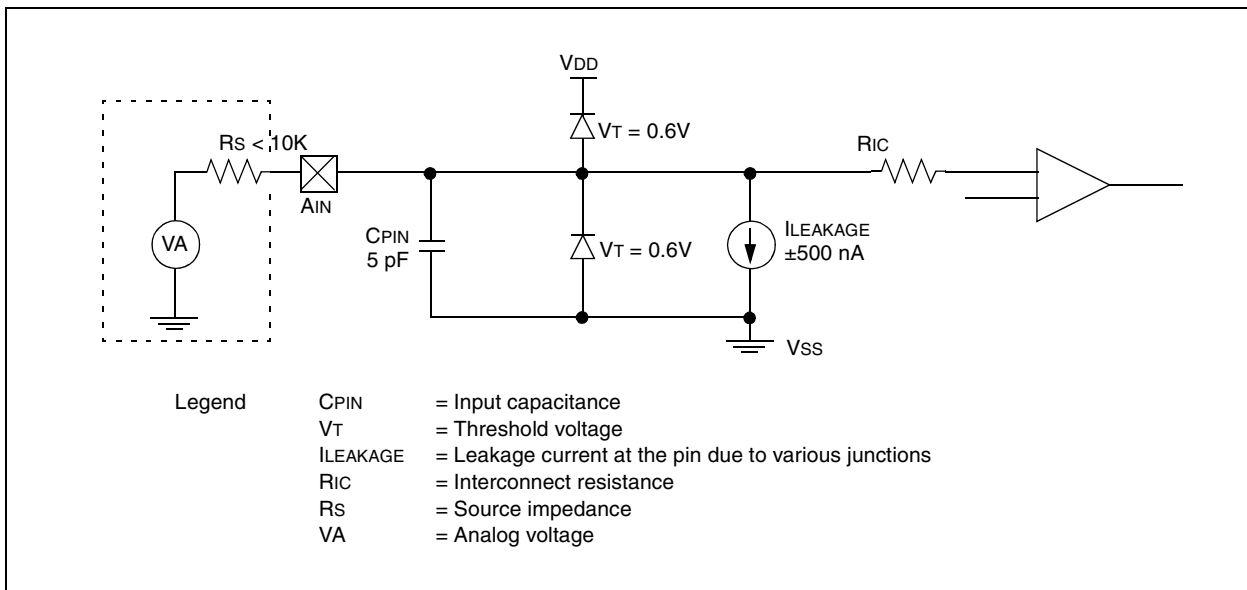 VDD
VT = 0.6V
RS < 10K
RIC
AIN
CPIN
5 pF
VA
VT = 0.6V
ILEAKAGE
±500 nA
VSS
Legend
CPIN = Input capacitance
VT = Threshold voltage
ILEAKAGE = Leakage current at the pin due to various junctions
RIC = Interconnect resistance
RS = Source impedance
VA = Analog voltage